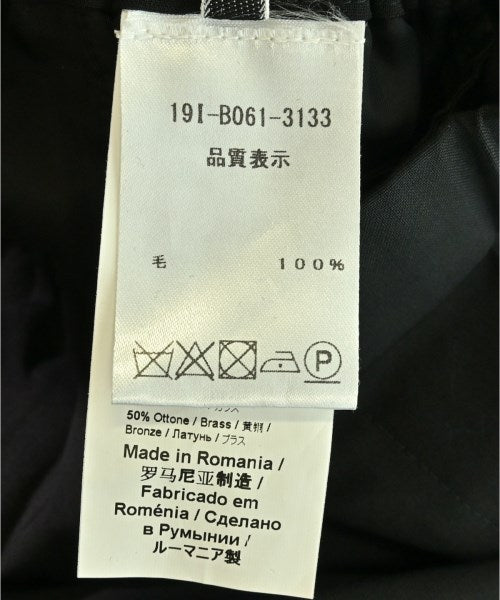 19I-B061-3133
品質表示
毛 100%
P
50% Ottone / Brass / 黄铜 /
Bronze / Латунь / ブラス
Made in Romania /
罗马尼亚制造 /
Fabricado em
Roménia / Сделано
в Румынии /
ルーマニア製